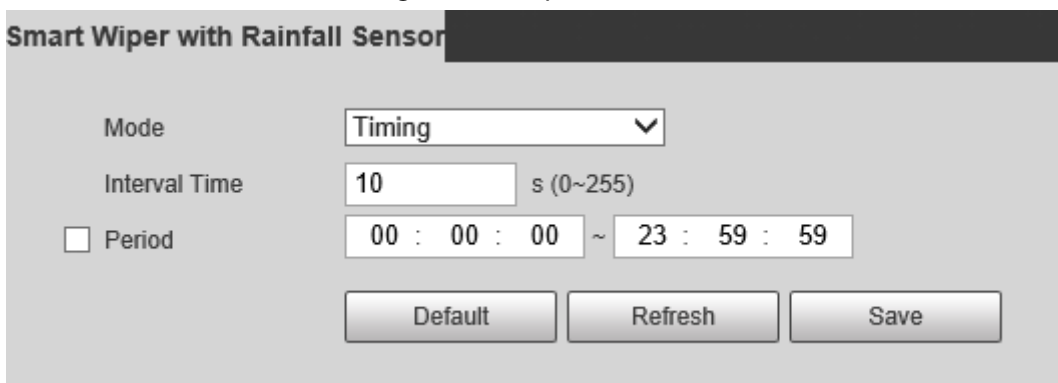 Smart Wiper with Rainfall Sensor
Mode Timing
Interval Time 10 s (0~255)
Period 00 : 00 : 00 ~ 23 : 59 : 59
Default Refresh Save